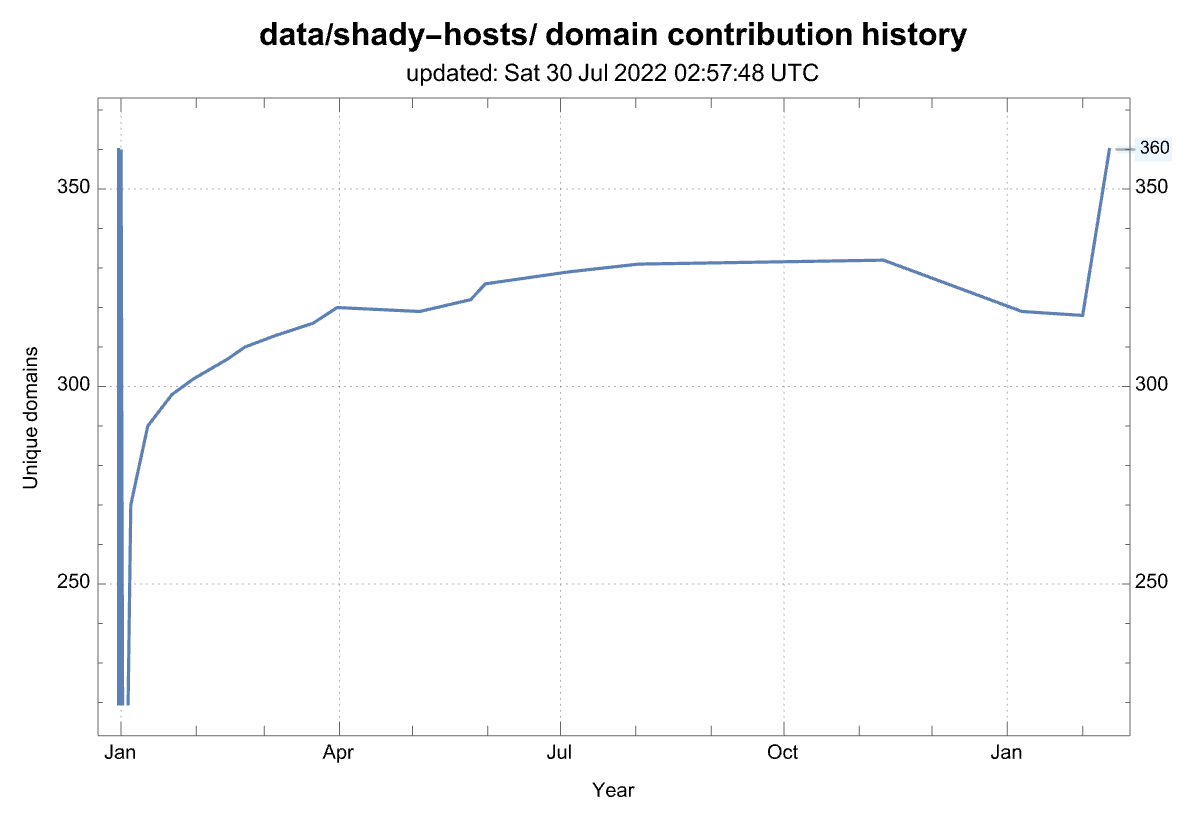 data/shady-hosts/ domain contribution history
updated: Sat 30 Jul 2022 02:57:48 UTC
360
350
350
300
300
250
250
Unique domains
Jan
Apr
Jul
Oct
Jan
Year